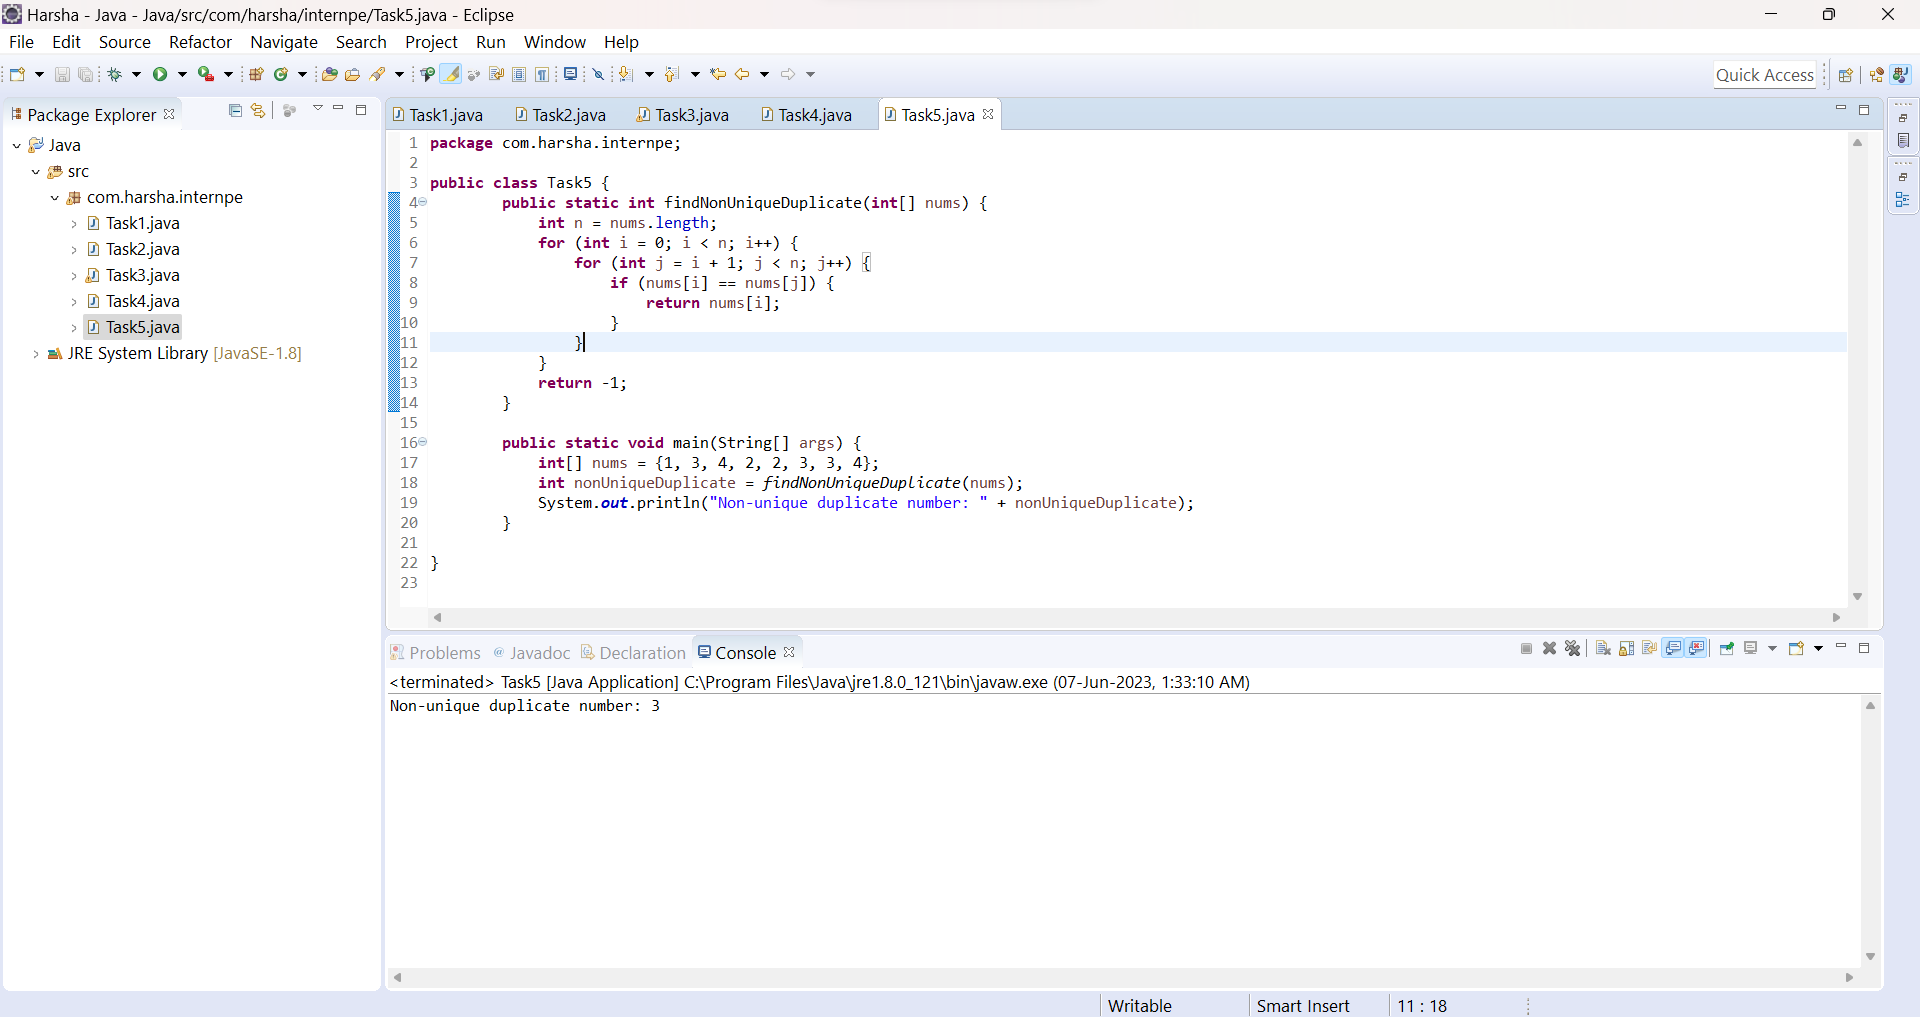 Harsha - Java - Java/src/com/harsha/internpe/Task5.java - Eclipse
File Edit Source Refactor Navigate Search Project Run Window Help
Quick Access
Package Explorer
Java
src
com.harsha.internpe
Task1.java
Task2.java
Task3.java
Task4.java
Task5.java
JRE System Library [JavaSE-1.8]
Task1.java Task2.java Task3.java Task4.java Task5.java
1 package com.harsha.internpe;
2
3 public class Task5 {
4 public static int findNonUniqueDuplicate(int[] nums) {
5 int n = nums.length;
6 for (int i = 0; i < n; i++) {
7 for (int j = i + 1; j < n; j++) {
8 if (nums[i] == nums[j]) {
9 return nums[i];
10 }
11 }
12 }
13 return -1;
14 }
15
16 public static void main(String[] args) {
17 int[] nums = {1, 3, 4, 2, 2, 3, 3, 4};
18 int nonUniqueDuplicate = findNonUniqueDuplicate(nums);
19 System.out.println("Non-unique duplicate number: " + nonUniqueDuplicate);
20 }
21
22 }
23
Problems @ Javadoc Declaration Console
<terminated> Task5 [Java Application] C:\Program Files\Java\jre1.8.0_121\bin\javaw.exe (07-Jun-2023, 1:33:10 AM)
Non-unique duplicate number: 3
Writable Smart Insert 11 : 18